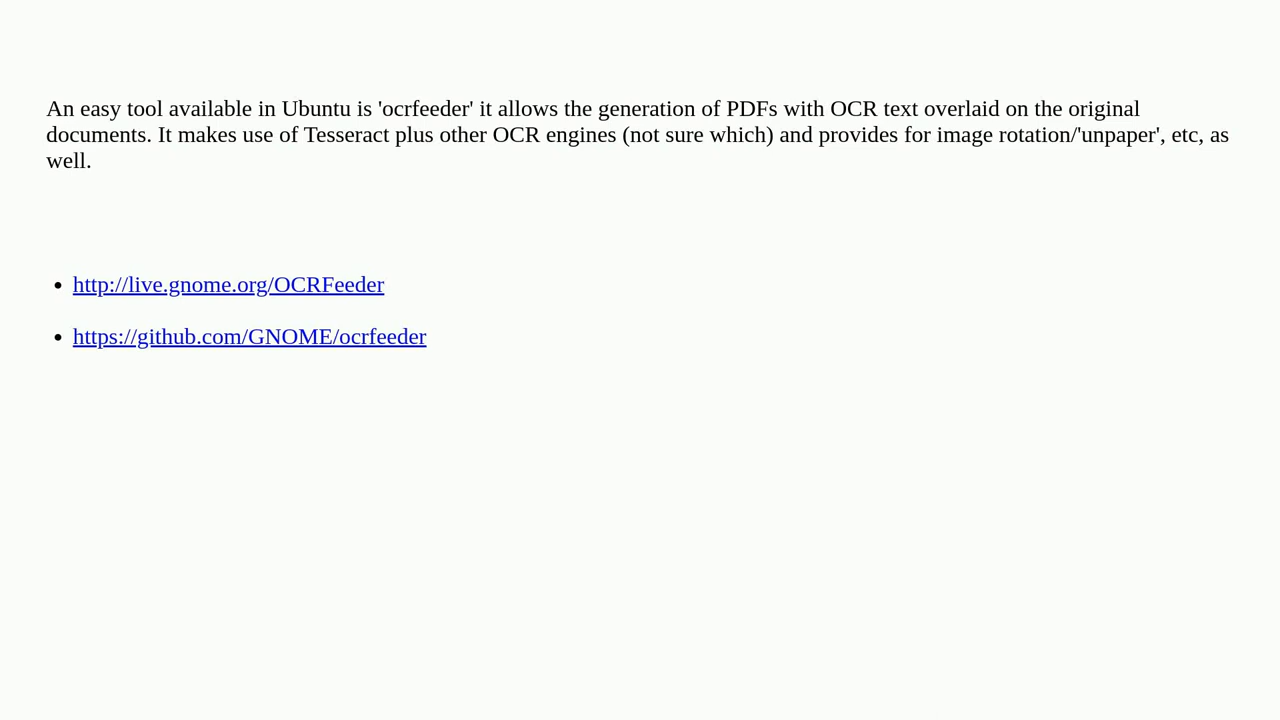 An easy tool available in Ubuntu is 'ocrfeeder' it allows the generation of PDFs with OCR text overlaid on the original
documents. It makes use of Tesseract plus other OCR engines (not sure which) and provides for image rotation/'unpaper', etc, as
well.
• http://live.gnome.org/OCRFeeder
• https://github.com/GNOME/ocrfeeder